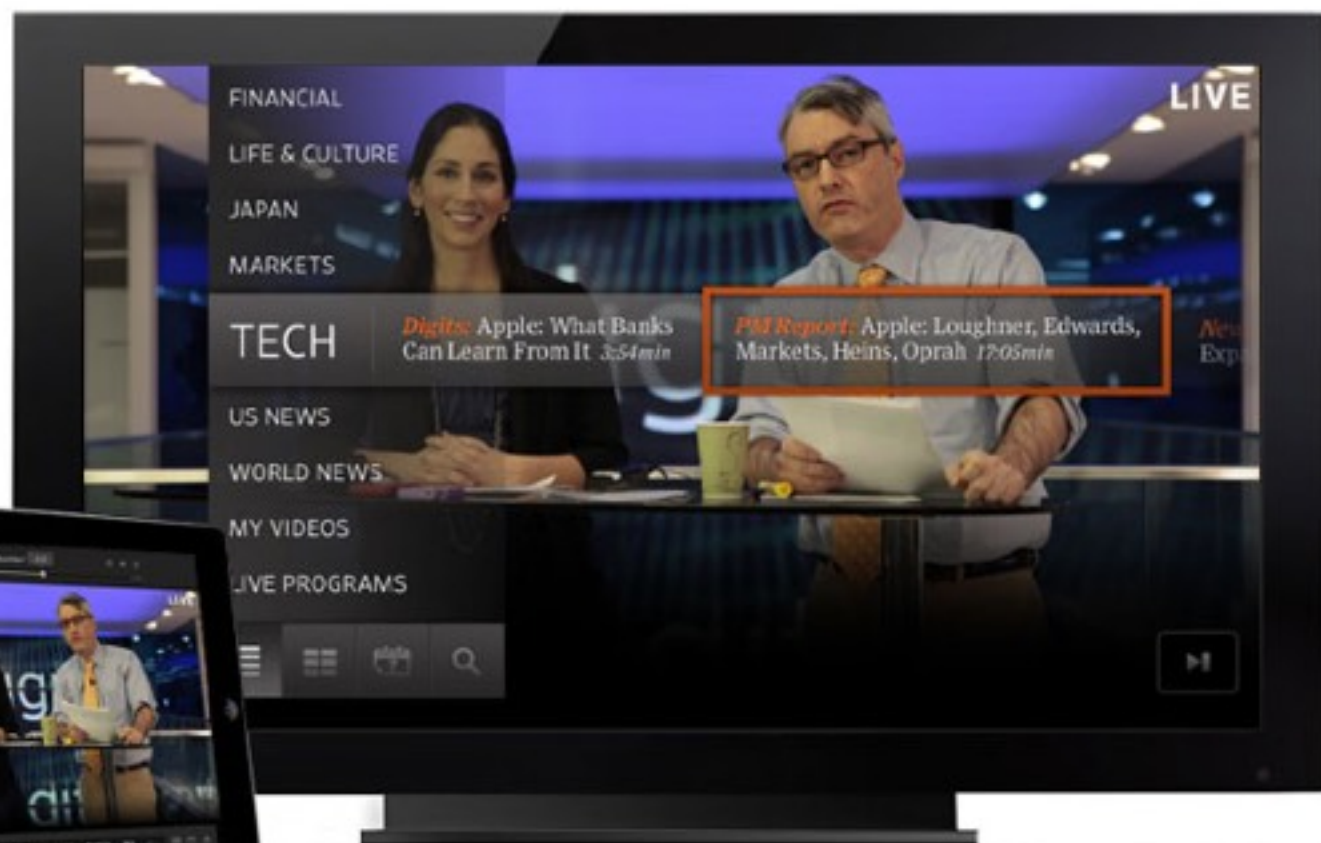 LIVE
FINANCIAL
LIFE & CULTURE
JAPAN
MARKETS
TECH
Digits: Apple: What Banks
Can Learn From It 3:54min
PM Report: Apple: Loughner, Edwards,
Markets, Heins, Oprah 17:05min
US NEWS
WORLD NEWS
MY VIDEOS
LIVE PROGRAMS